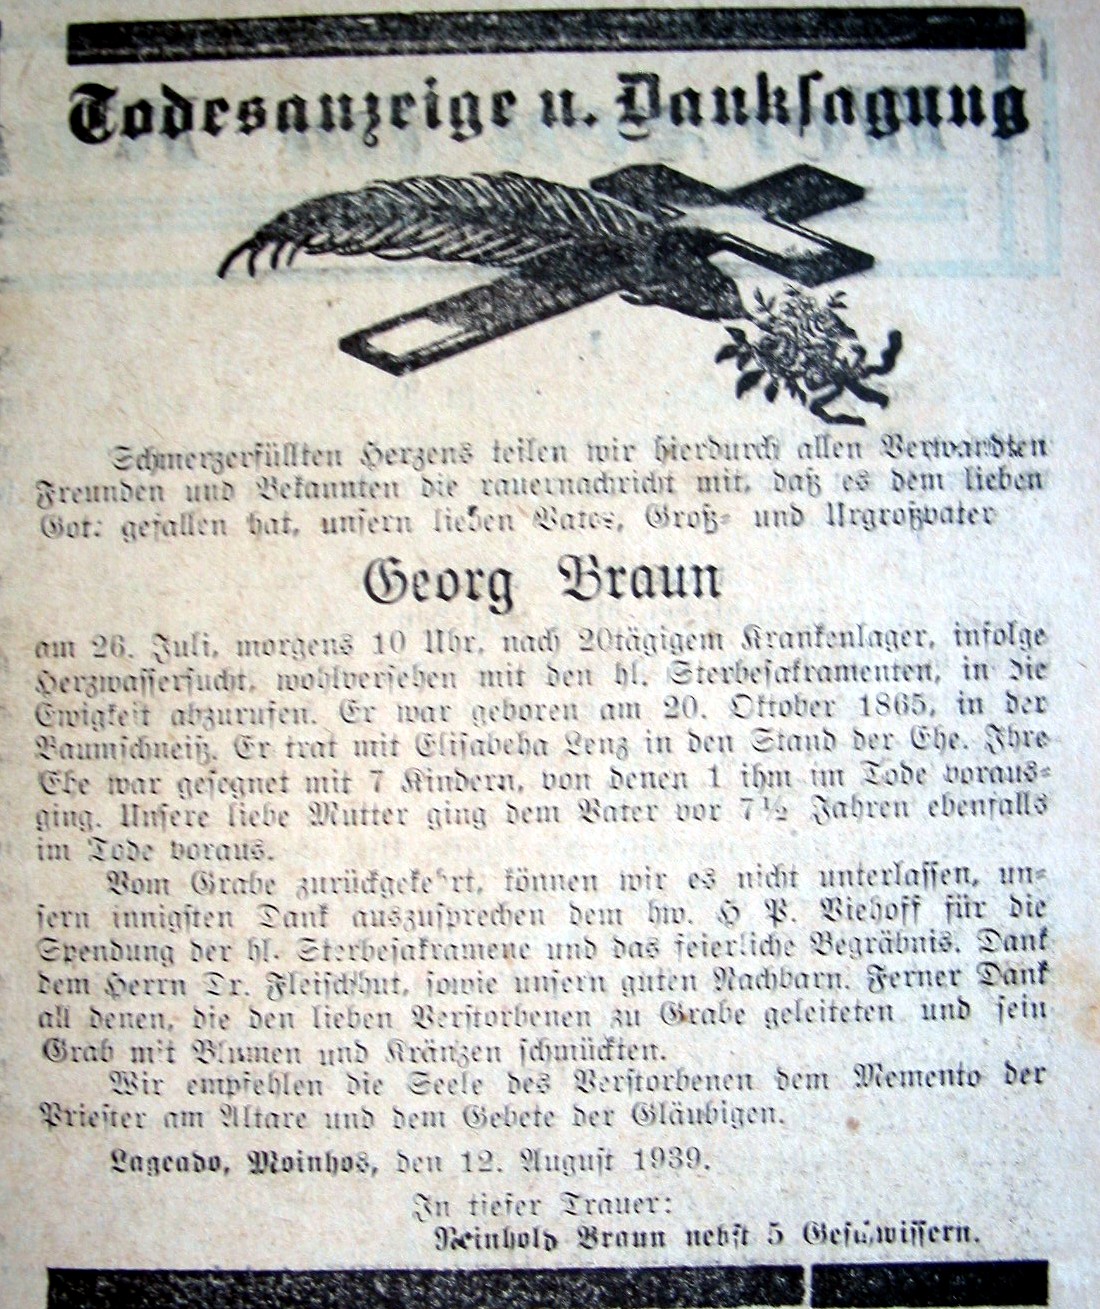 Todesanzeige u. Danksagung
Schmerzerfüllten Herzens teilen wir hierdurch allen Verwandten
Freunden und Bekannten die rauernachricht mit, daß es dem lieben
Got: gefallen hat, unsern lieben Vater, Groß= und Urgroßvater
Georg Braun
am 26. Juli, morgens 10 Uhr, nach 20tägigem Krankenlager, infolge
Herzwassersucht, wohlversehen mit den hl. Sterbesakramenten, in die
Ewigkeit abzurufen. Er war geboren am 20. Oktober 1865, in der
Baumschneiß. Er trat mit Elisabeha Lenz in den Stand der Ehe. Ihre
Ehe war gesegnet mit 7 Kindern, von denen 1 ihm im Tode voraus=
ging. Unsere liebe Mutter ging dem Vater vor 7½ Jahren ebenfalls
im Tode voraus.
Vom Grabe zurückgekehrt, können wir es nicht unterlassen, un=
sern innigsten Dank auszusprechen dem hw. H P. Viehoff für die
Spendung der hl. Sterbesakramene und das feierliche Begräbnis. Dank
dem Herrn Dr. Fleischhut, sowie unsern guten Nachbarn. Ferner Dank
all denen, die den lieben Verstorbenen zu Grabe geleiteten und sein
Grab mit Blumen und Kränzen schmückten.
Wir empfehlen die Seele des Verstorbenen dem Memento der
Priester am Altare und dem Gebete der Gläubigen.
Lageado, Moinhos, den 12. August 1939.
In tiefer Trauer:
Reinhold Braun nebst 5 Geschwistern.